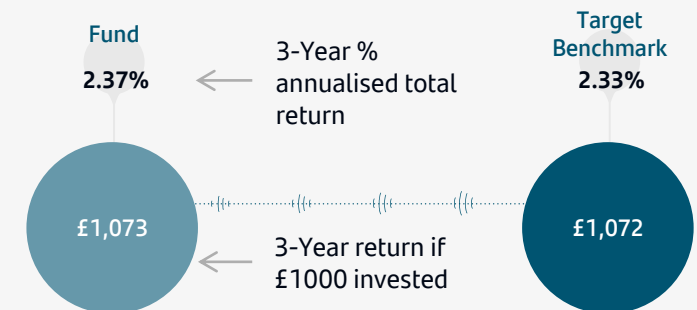 Fund
2.37%
3-Year %
annualised total
return
Target
Benchmark
2.33%
£1,073
3-Year return if
£1000 invested
£1,072